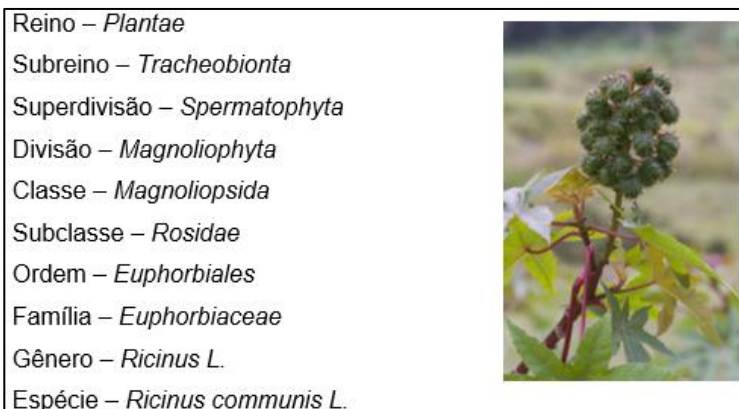 Reino – Plantae
Subreino – Tracheobionta
Superdivisão – Spermatophyta
Divisão – Magnoliophyta
Classe – Magnoliopsida
Subclasse – Rosidae
Ordem – Euphorbiales
Família – Euphorbiaceae
Gênero – Ricinus L.
Espécie – Ricinus communis L.